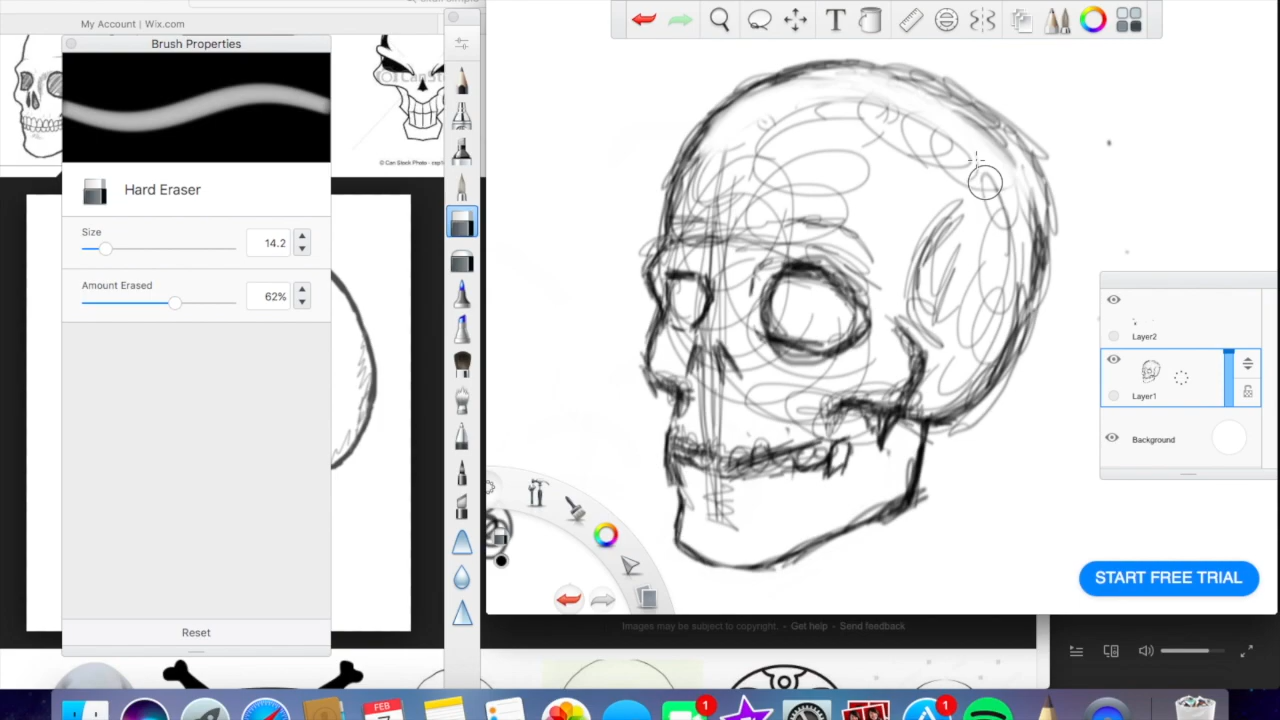 My Account | Wix.com
Brush Properties
Hard Eraser
Size
14.2
Amount Erased
62%
Reset
T
Layer2
Layer1
Background
START FREE TRIAL
Images may be subject to copyright. - Get help - Send feedback
FEB
1
1